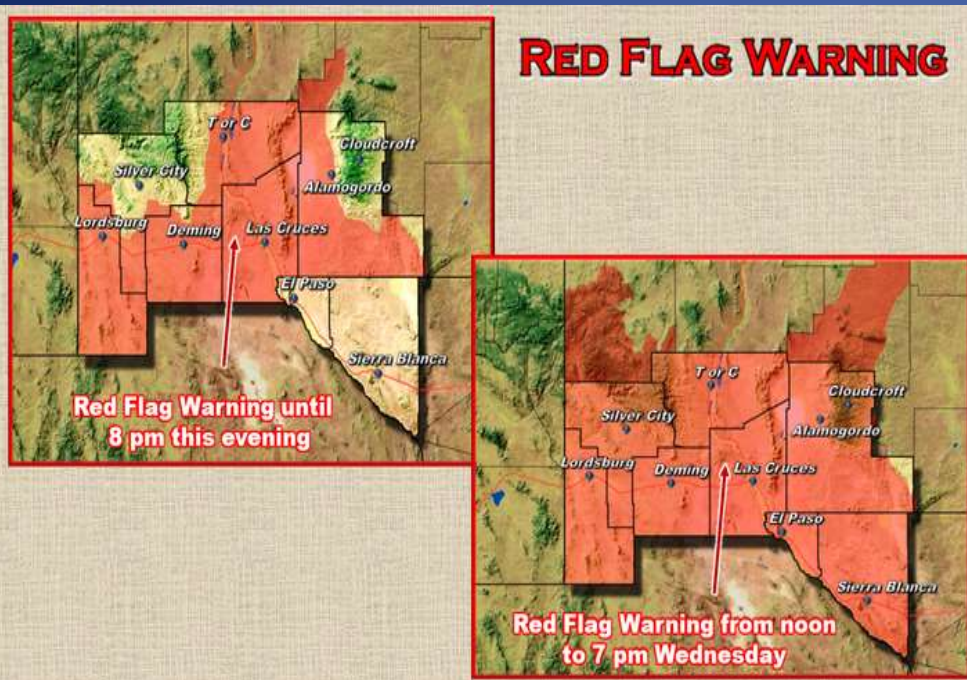 RED FLAG WARNING
T or C
Cloudcroft
Silver City
Alamogordo
Lordsburg
Deming
Las Cruces
El Paso
Sierra Blanca
Red Flag Warning until
8 pm this evening
T or C
Cloudcroft
Silver City
Alamogordo
Lordsburg
Deming
Las Cruces
El Paso
Sierra Blanca
Red Flag Warning from noon
to 7 pm Wednesday